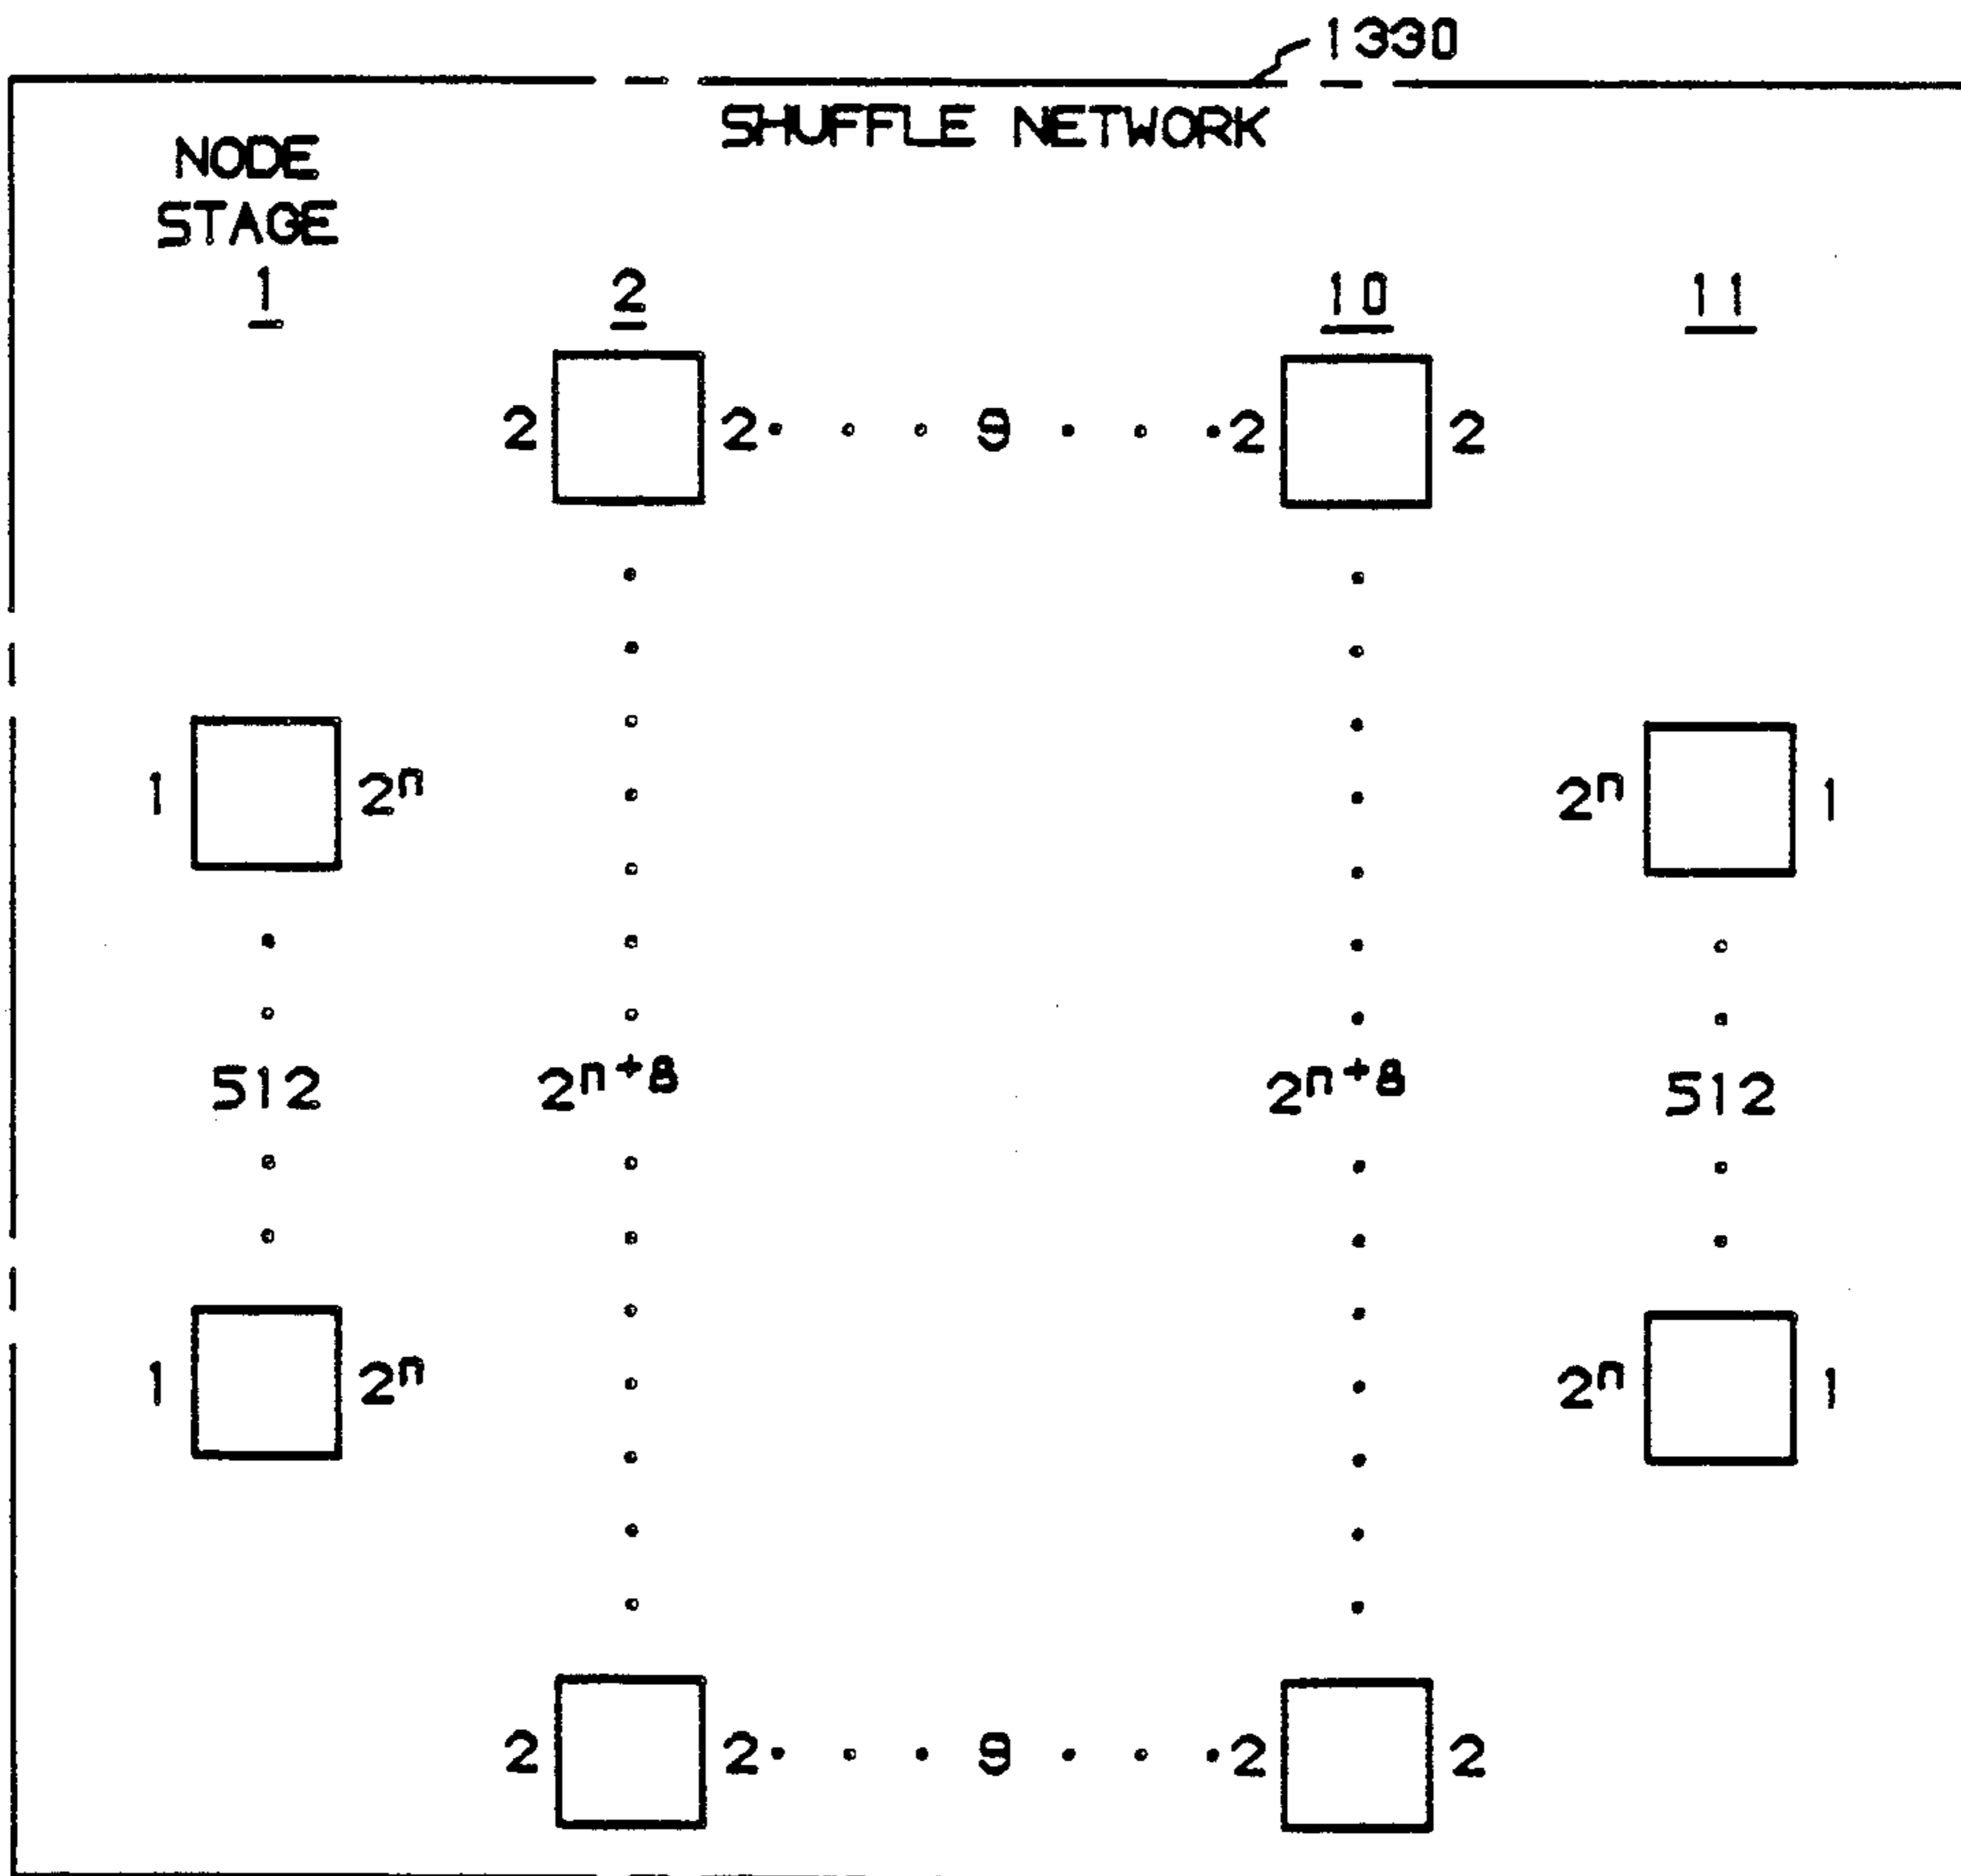 1330
SHUFFLE NETWORK
NODE
STAGE
1 2 10 11
2 2 9 2 2
1 2ⁿ 2ⁿ 1
512 2ⁿ⁺⁸ 2ⁿ⁺⁸ 512
1 2ⁿ 2ⁿ 1
2 2 9 2 2